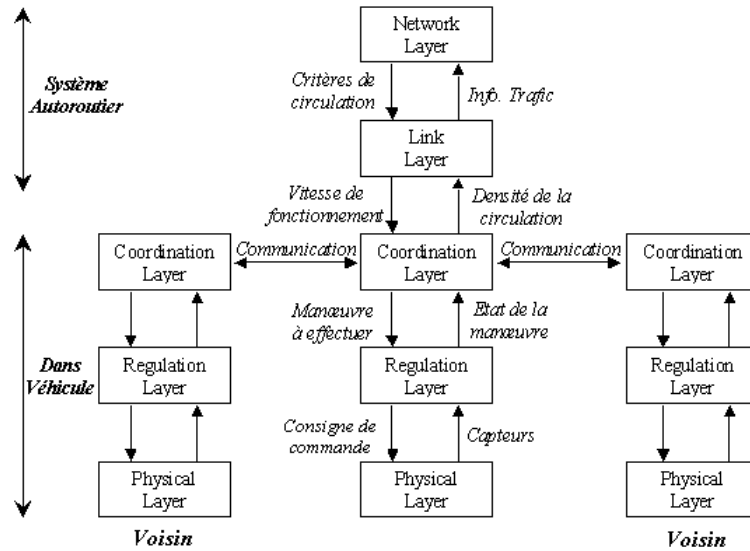 Network
Layer
Système
Autoroutier
Critères de
circulation
Info. Trafic
Link
Layer
Vitesse de
fonctionnement
Densité de la
circulation
Coordination
Layer
Communication
Coordination
Layer
Communication
Coordination
Layer
Manœuvre
à effectuer
Etat de la
manœuvre
Dans
Véhicule
Regulation
Layer
Regulation
Layer
Regulation
Layer
Consigne de
commande
Capteurs
Physical
Layer
Physical
Layer
Physical
Layer
Voisin
Voisin